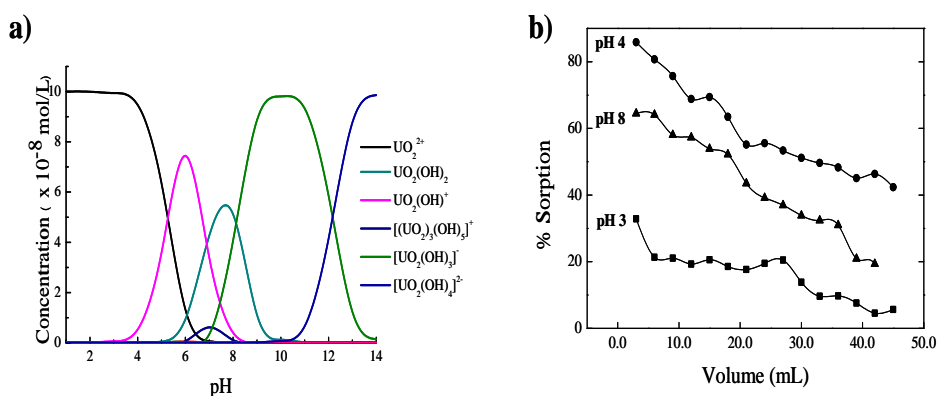 a)
Concentration ( x 10⁻⁸ mol/L)
10
8
6
4
2
0
2 4 6 8 10 12 14
pH
UO₂²⁺
UO₂(OH)₂
UO₂(OH)⁺
[(UO₂)₃(OH)₅]⁺
[UO₂(OH)₃]⁻
[UO₂(OH)₄]²⁻
b)
% Sorption
80
60
40
20
0
pH 4
pH 8
pH 3
0.0 10.0 20.0 30.0 40.0 50.0
Volume (mL)